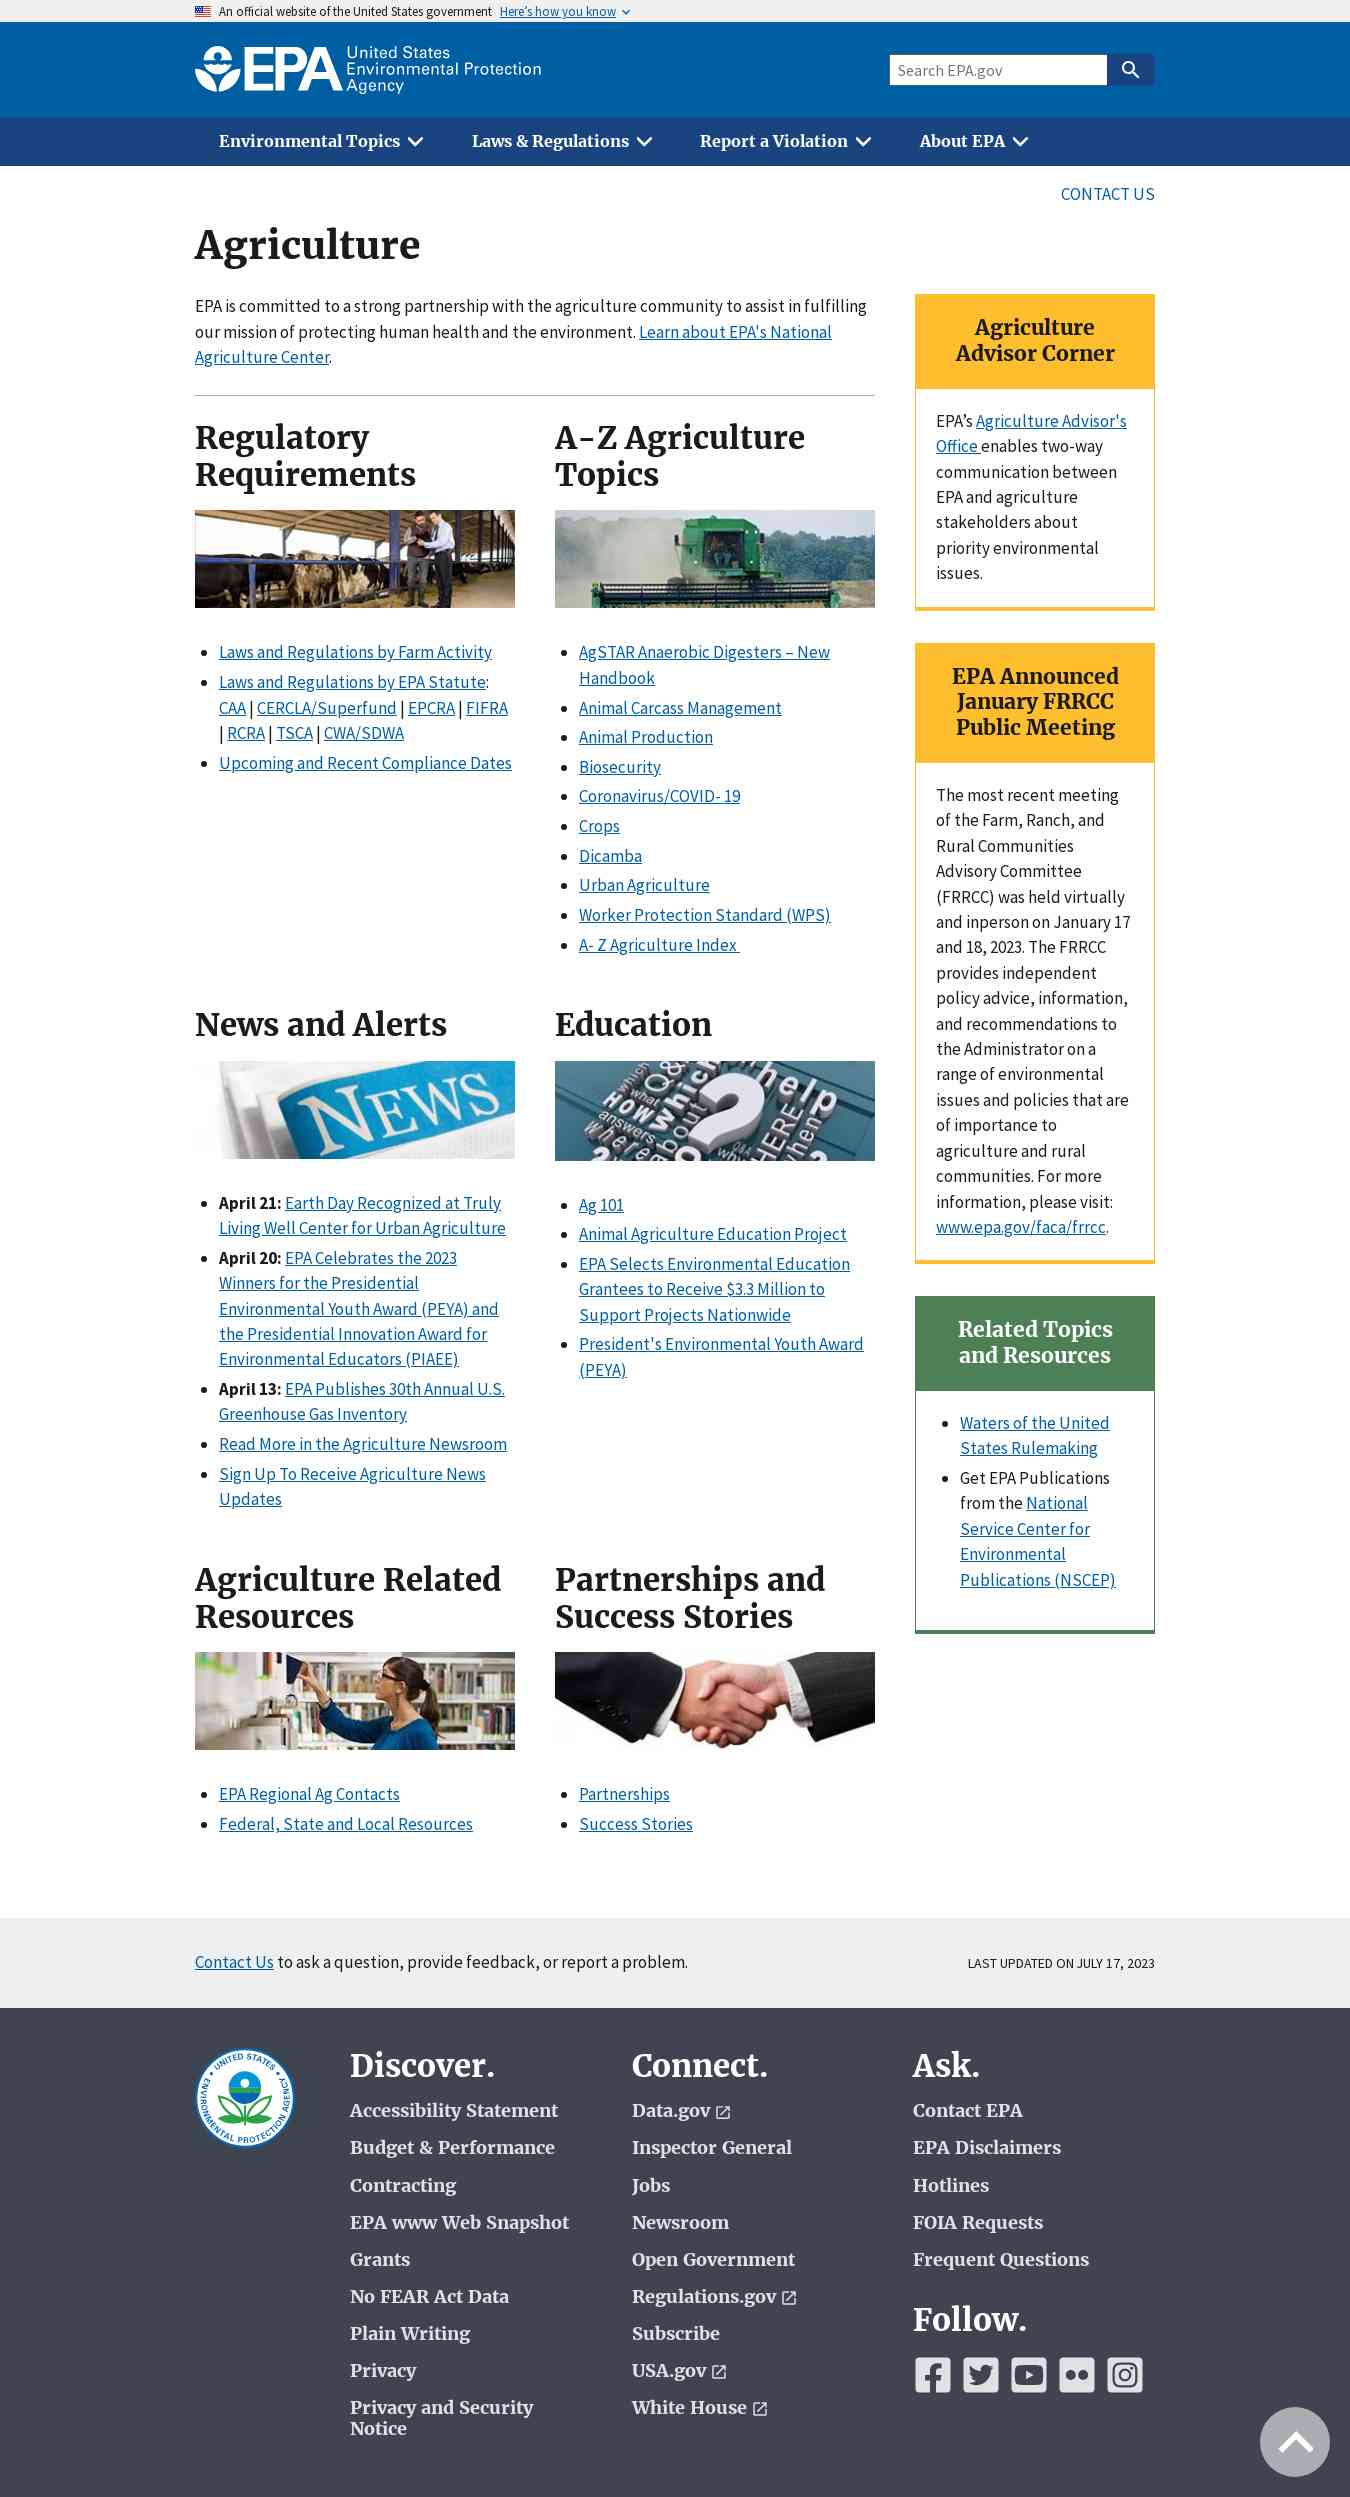 An official website of the United States government Here’s how you know
EPA United States
Environmental Protection
Agency
Search EPA.gov
Environmental Topics
Laws & Regulations
Report a Violation
About EPA
CONTACT US
Agriculture
EPA is committed to a strong partnership with the agriculture community to assist in fulfilling
our mission of protecting human health and the environment. Learn about EPA's National
Agriculture Center.
Regulatory
Requirements
Laws and Regulations by Farm Activity
Laws and Regulations by EPA Statute:
CAA | CERCLA/Superfund | EPCRA | FIFRA
| RCRA | TSCA | CWA/SDWA
Upcoming and Recent Compliance Dates
A-Z Agriculture
Topics
AgSTAR Anaerobic Digesters – New
Handbook
Animal Carcass Management
Animal Production
Biosecurity
Coronavirus/COVID- 19
Crops
Dicamba
Urban Agriculture
Worker Protection Standard (WPS)
A- Z Agriculture Index
News and Alerts
NEWS
April 21: Earth Day Recognized at Truly
Living Well Center for Urban Agriculture
April 20: EPA Celebrates the 2023
Winners for the Presidential
Environmental Youth Award (PEYA) and
the Presidential Innovation Award for
Environmental Educators (PIAEE)
April 13: EPA Publishes 30th Annual U.S.
Greenhouse Gas Inventory
Read More in the Agriculture Newsroom
Sign Up To Receive Agriculture News
Updates
Education
which Q& which help
what HOW
answers about ? HERE
where why when
Ag 101
Animal Agriculture Education Project
EPA Selects Environmental Education
Grantees to Receive $3.3 Million to
Support Projects Nationwide
President's Environmental Youth Award
(PEYA)
Agriculture Related
Resources
EPA Regional Ag Contacts
Federal, State and Local Resources
Partnerships and
Success Stories
Partnerships
Success Stories
Agriculture
Advisor Corner
EPA’s Agriculture Advisor's
Office enables two-way
communication between
EPA and agriculture
stakeholders about
priority environmental
issues.
EPA Announced
January FRRCC
Public Meeting
The most recent meeting
of the Farm, Ranch, and
Rural Communities
Advisory Committee
(FRRCC) was held virtually
and inperson on January 17
and 18, 2023. The FRRCC
provides independent
policy advice, information,
and recommendations to
the Administrator on a
range of environmental
issues and policies that are
of importance to
agriculture and rural
communities. For more
information, please visit:
www.epa.gov/faca/frrcc.
Related Topics
and Resources
Waters of the United
States Rulemaking
Get EPA Publications
from the National
Service Center for
Environmental
Publications (NSCEP)
Contact Us to ask a question, provide feedback, or report a problem.
LAST UPDATED ON JULY 17, 2023
UNITED STATES
ENVIRONMENTAL PROTECTION AGENCY
Discover.
Accessibility Statement
Budget & Performance
Contracting
EPA www Web Snapshot
Grants
No FEAR Act Data
Plain Writing
Privacy
Privacy and Security
Notice
Connect.
Data.gov
Inspector General
Jobs
Newsroom
Open Government
Regulations.gov
Subscribe
USA.gov
White House
Ask.
Contact EPA
EPA Disclaimers
Hotlines
FOIA Requests
Frequent Questions
Follow.